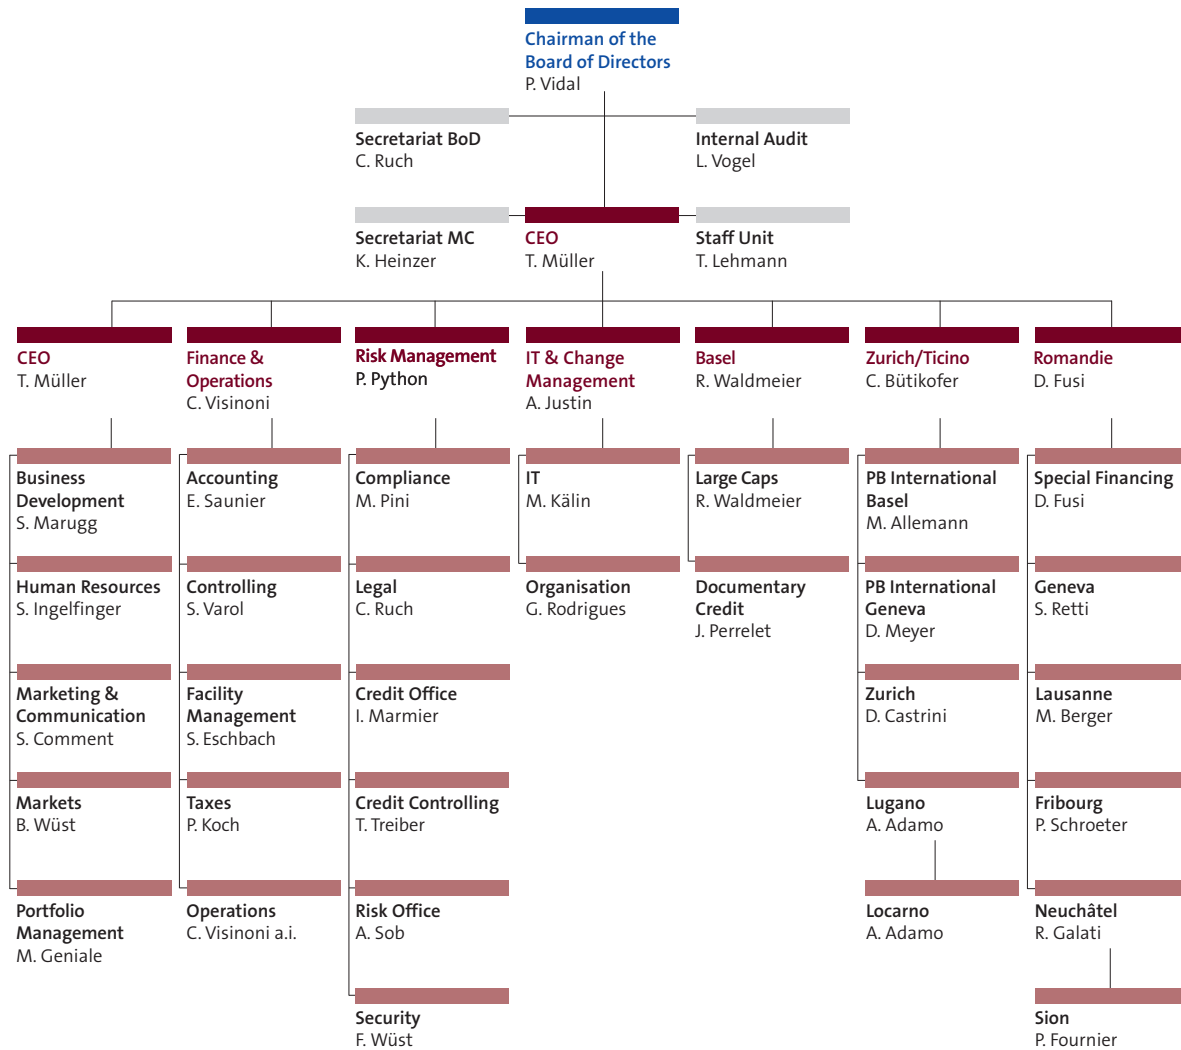 Chairman of the
Board of Directors
P. Vidal
Secretariat BoD
C. Ruch
Internal Audit
L. Vogel
Secretariat MC
K. Heinzer
CEO
T. Müller
Staff Unit
T. Lehmann
CEO
T. Müller
Finance &
Operations
C. Visinoni
Risk Management
P. Python
IT & Change
Management
A. Justin
Basel
R. Waldmeier
Zurich/Ticino
C. Bütikofer
Romandie
D. Fusi
Business
Development
S. Marugg
Accounting
E. Saunier
Compliance
M. Pini
IT
M. Kälin
Large Caps
R. Waldmeier
PB International
Basel
M. Allemann
Special Financing
D. Fusi
Human Resources
S. Ingelfinger
Controlling
S. Varol
Legal
C. Ruch
Organisation
G. Rodrigues
Documentary
Credit
J. Perrelet
PB International
Geneva
D. Meyer
Geneva
S. Retti
Marketing &
Communication
S. Comment
Facility
Management
S. Eschbach
Credit Office
I. Marmier
Zurich
D. Castrini
Lausanne
M. Berger
Markets
B. Wüst
Taxes
P. Koch
Credit Controlling
T. Treiber
Lugano
A. Adamo
Fribourg
P. Schroeter
Portfolio
Management
M. Geniale
Operations
C. Visinoni a.i.
Risk Office
A. Sob
Locarno
A. Adamo
Neuchâtel
R. Galati
Security
F. Wüst
Sion
P. Fournier